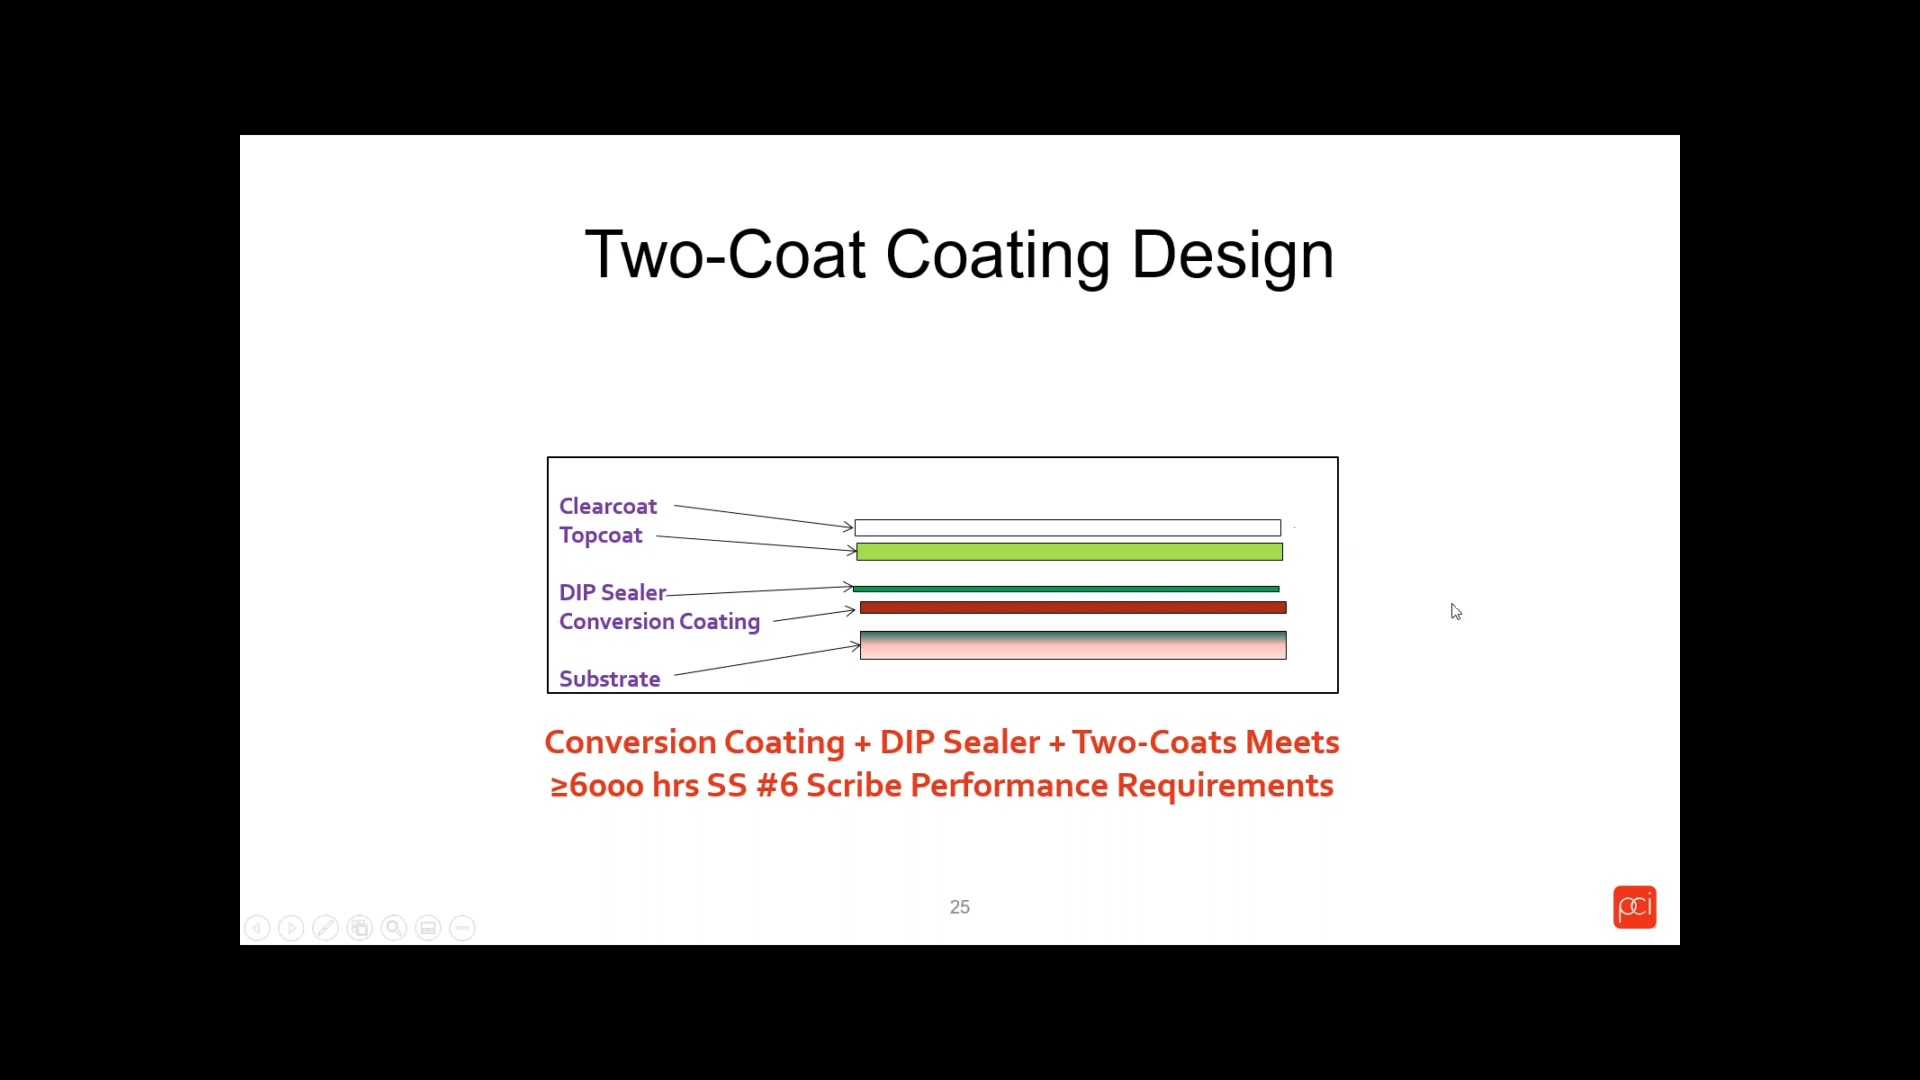 Two-Coat Coating Design
Clearcoat
Topcoat
DIP Sealer
Conversion Coating
Substrate
Conversion Coating + DIP Sealer + Two-Coats Meets
≥6000 hrs SS #6 Scribe Performance Requirements
25
pci